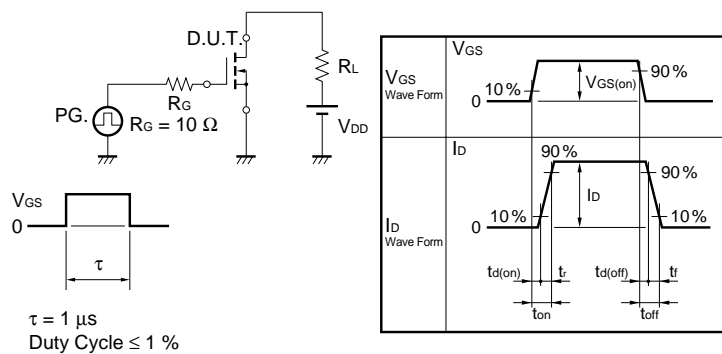 D.U.T.
RL
RG
PG.
RG = 10 Ω
VDD
VGS
0
τ
τ = 1 μs
Duty Cycle ≤ 1 %
VGS
Wave Form
VGS
10 %
0
VGS(on)
90 %
ID
Wave Form
ID
90 %
90 %
ID
10 %
0
10 %
td(on)
tr
td(off)
tf
ton
toff